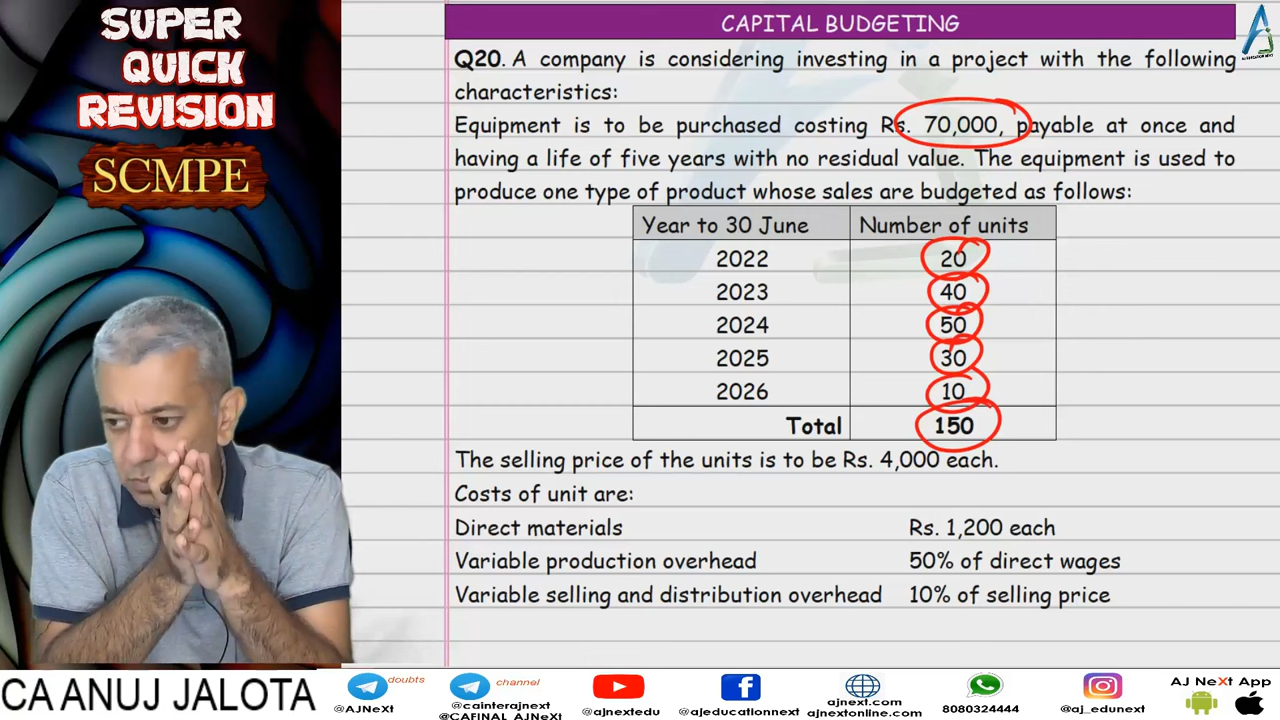 SUPER
QUICK
REVISION
SCMPE
CAPITAL BUDGETING
Q20. A company is considering investing in a project with the following
characteristics:
Equipment is to be purchased costing Rs. 70,000, payable at once and
having a life of five years with no residual value. The equipment is used to
produce one type of product whose sales are budgeted as follows:
Year to 30 June Number of units
2022 20
2023 40
2024 50
2025 30
2026 10
Total 150
The selling price of the units is to be Rs. 4,000 each.
Costs of unit are:
Direct materials Rs. 1,200 each
Variable production overhead 50% of direct wages
Variable selling and distribution overhead 10% of selling price
CA ANUJ JALOTA
doubts
@AJNeXt
channel
@cainterajnext
@CAFINAL_AJNeXt
@ajnextedu
@ajeducationnext
ajnext.com
ajnextonline.com
8080324444
@aj_edunext
AJ NeXt App